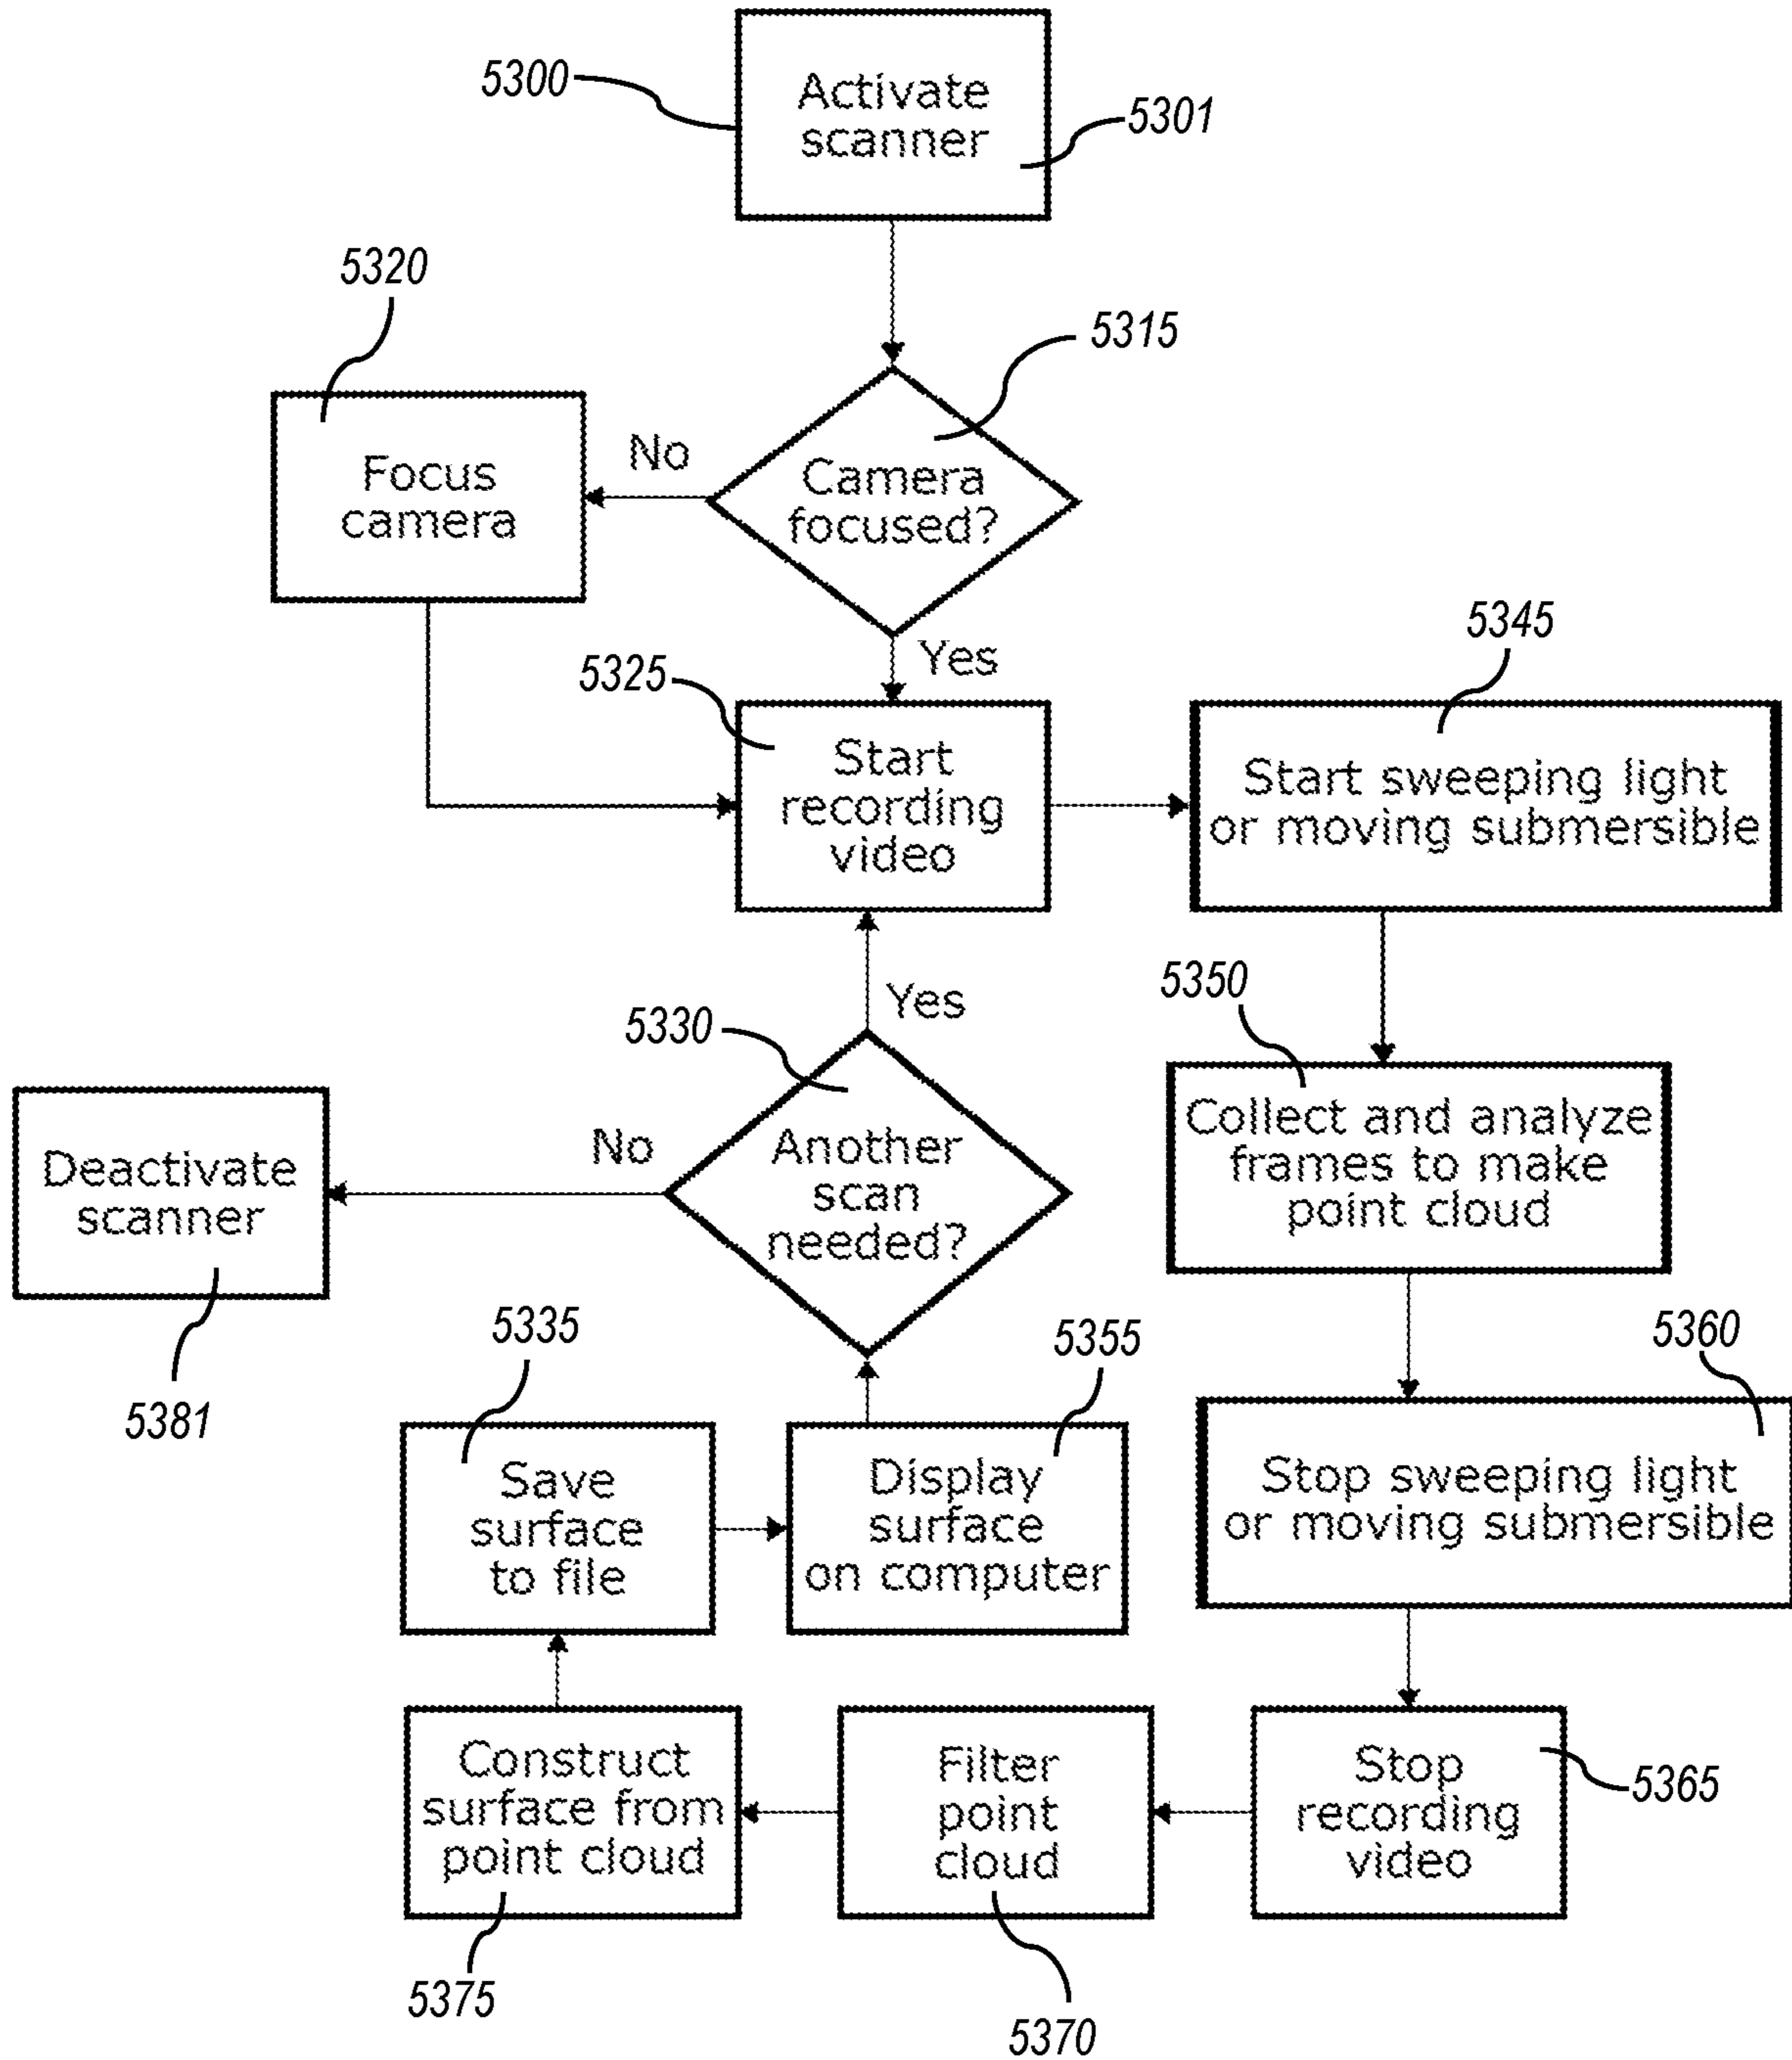 5300
Activate
scanner
5301
5320
5315
Focus
camera
No
Camera
focused?
Yes
5325
5345
Start
recording
video
Start sweeping light
or moving submersible
5350
5330
Yes
Collect and analyze
frames to make
point cloud
Deactivate
scanner
No
Another
scan
needed?
5381
5335
5355
5360
Save
surface
to file
Display
surface
on computer
Stop sweeping light
or moving submersible
Construct
surface from
point cloud
Filter
point
cloud
Stop
recording
video
5365
5375
5370